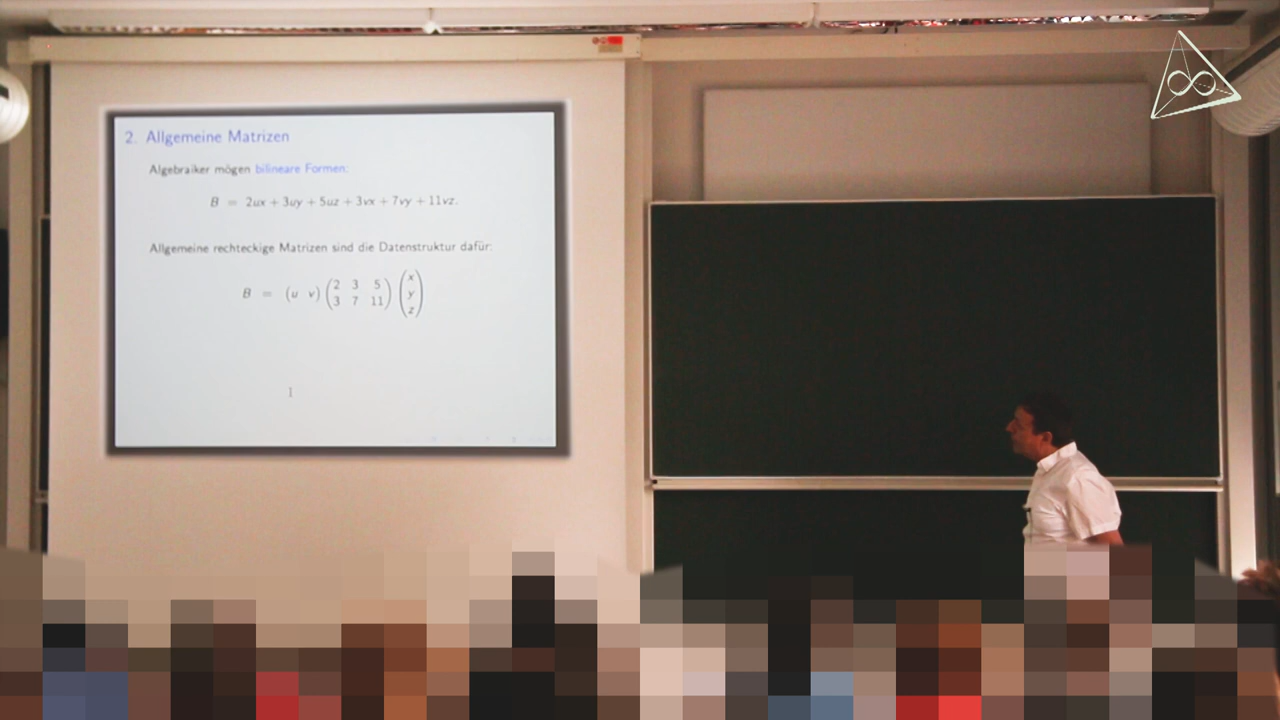 2. Allgemeine Matrizen
Algebraiker mögen bilineare Formen:
B = 2ux + 3uy + 5uz + 3vx + 7vy + 11vz.
Allgemeine rechteckige Matrizen sind die Datenstruktur dafür:
B = (u v) (2 3 5
3 7 11) (x
y
z)